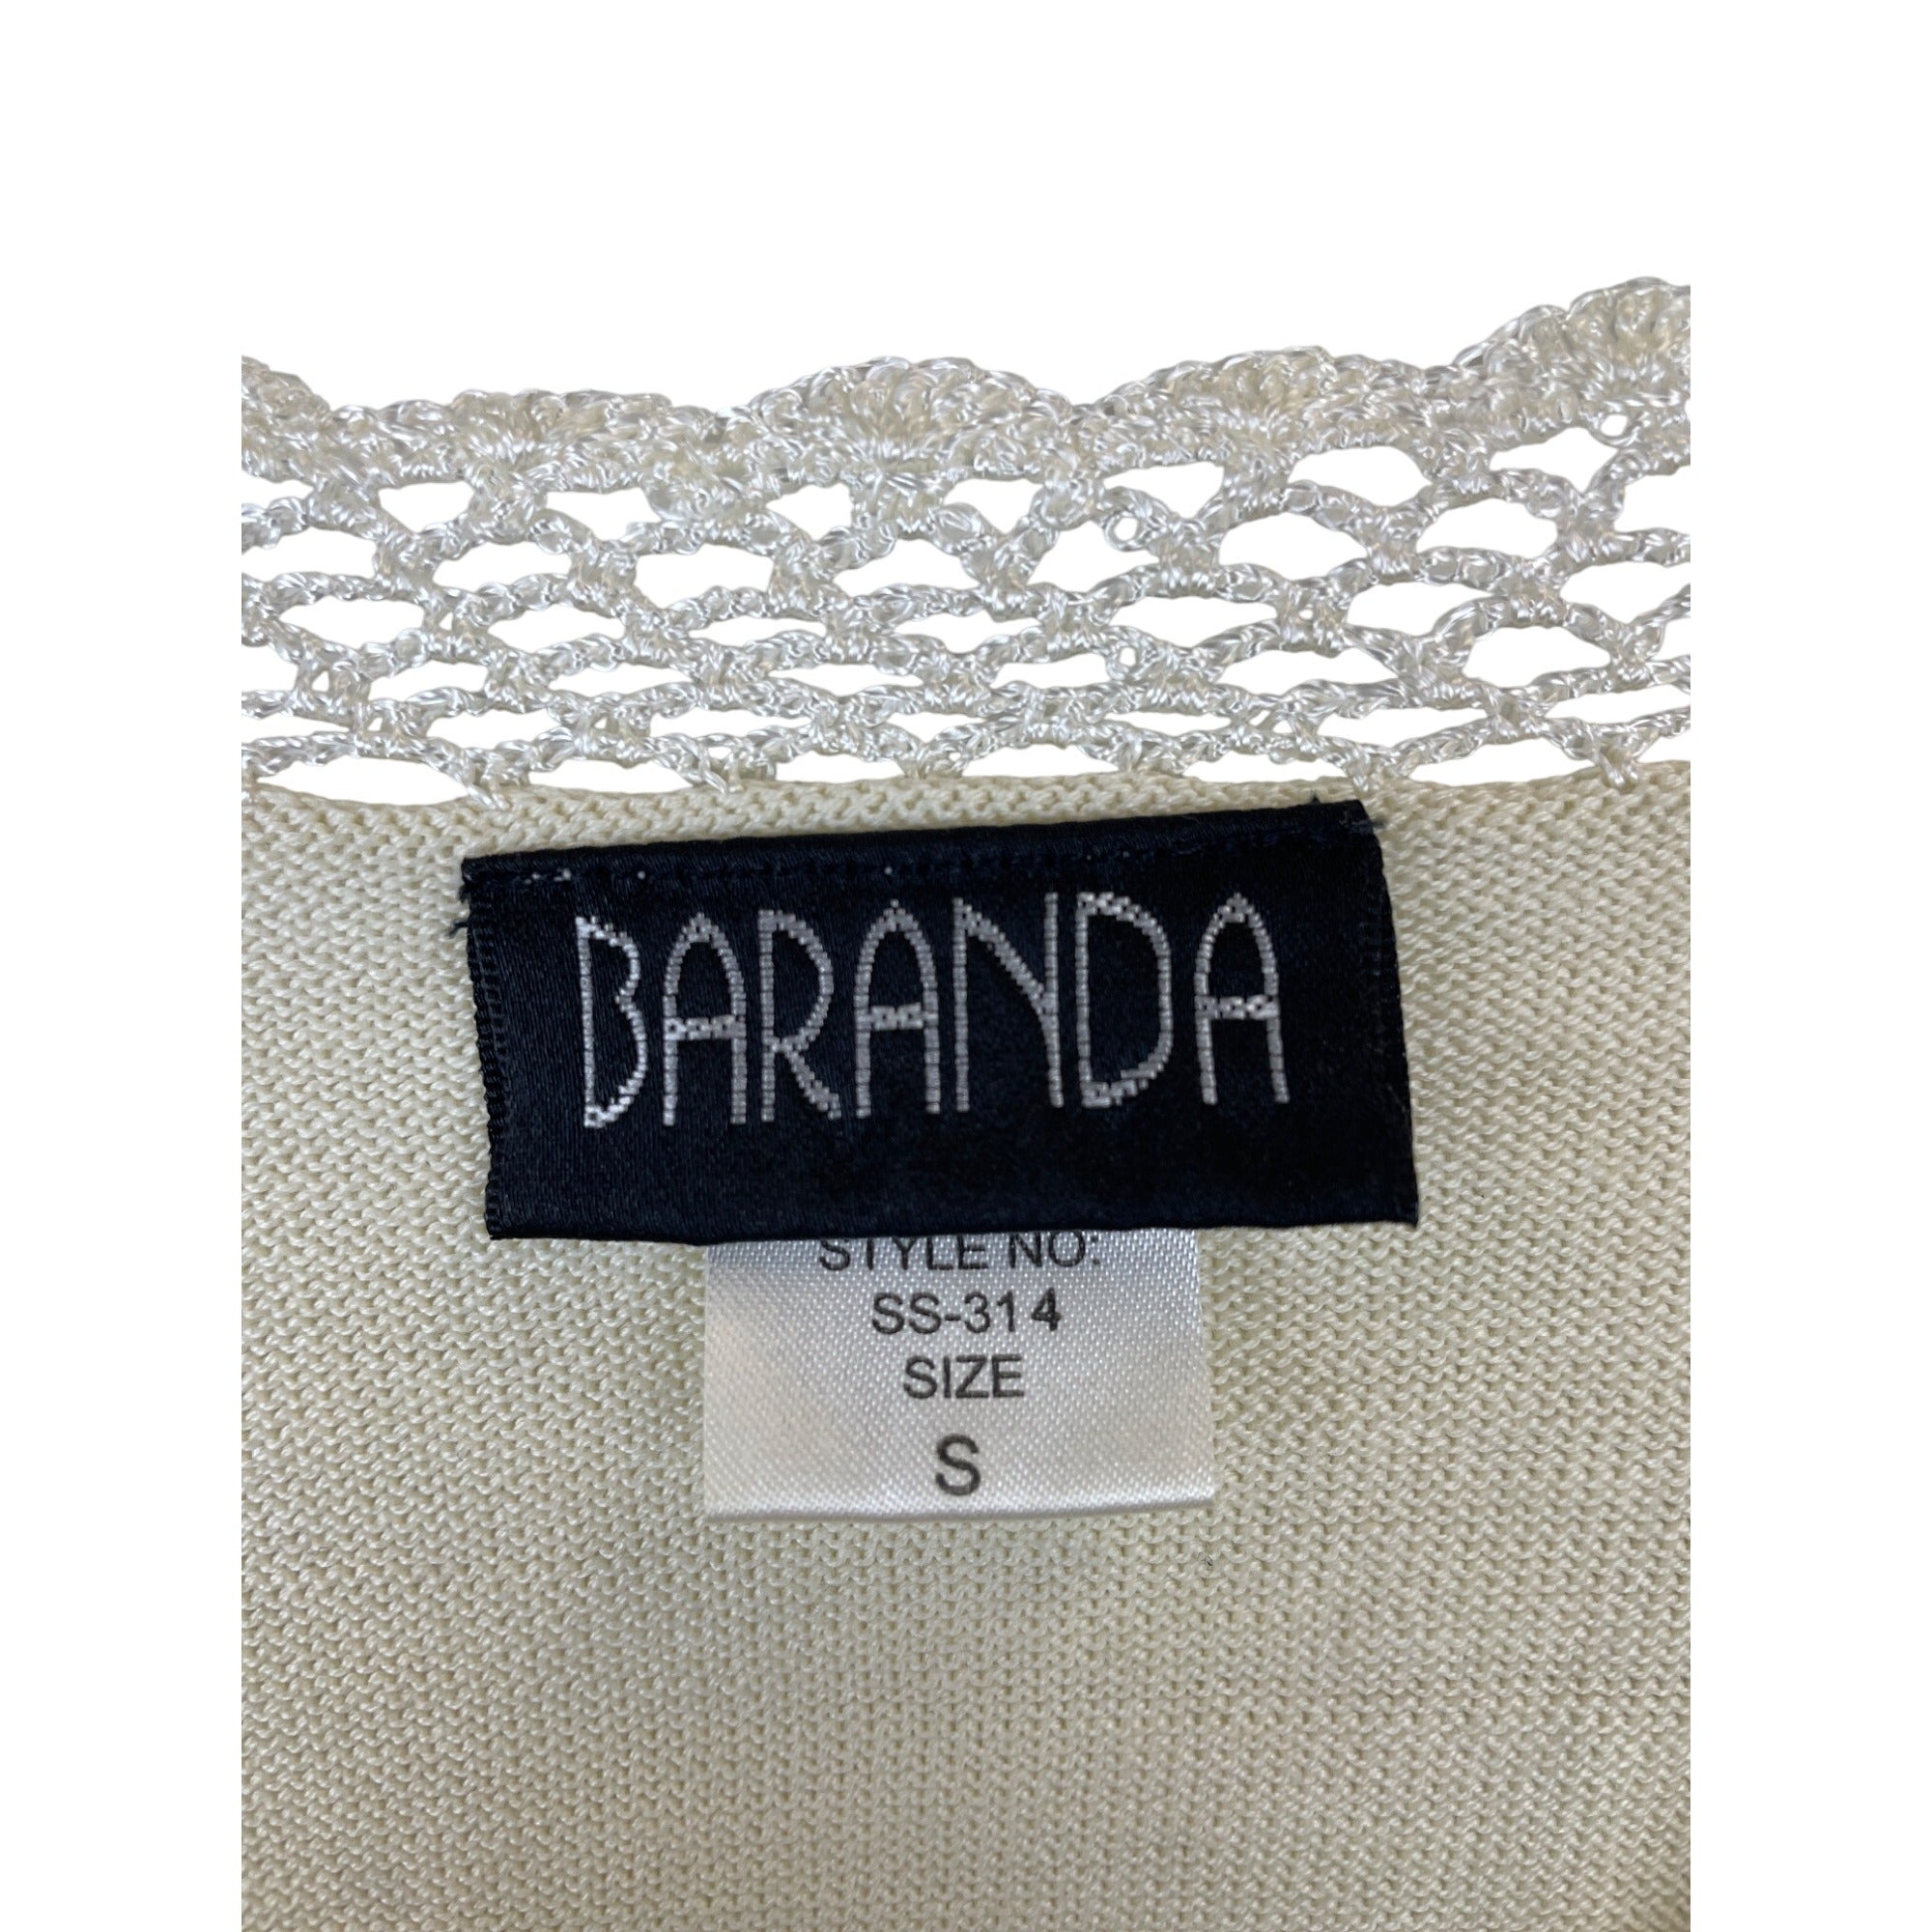 BARANDA
STYLE NO:
SS-314
SIZE
S